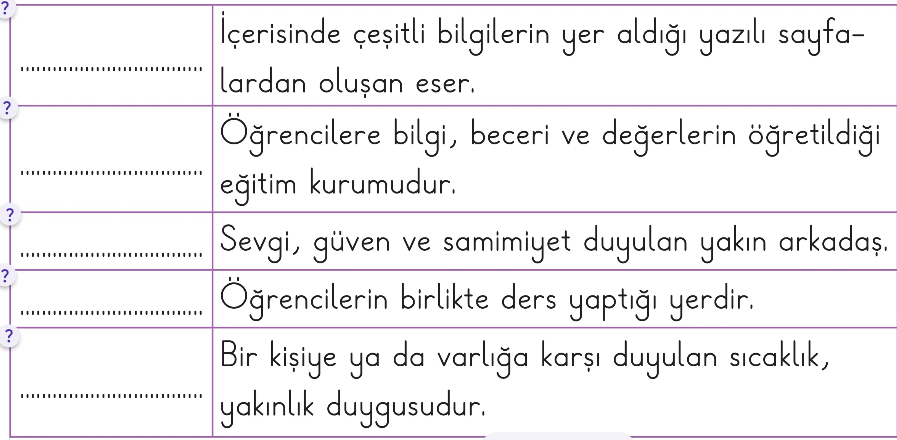 ?
İçerisinde çeşitli bilgilerin yer aldığı yazılı sayfa-
lardan oluşan eser.
?
Öğrencilere bilgi, beceri ve değerlerin öğretildiği
eğitim kurumudur.
?
Sevgi, güven ve samimiyet duyulan yakın arkadaş.
?
Öğrencilerin birlikte ders yaptığı yerdir.
?
Bir kişiye ya da varlığa karşı duyulan sıcaklık,
yakınlık duygusudur.